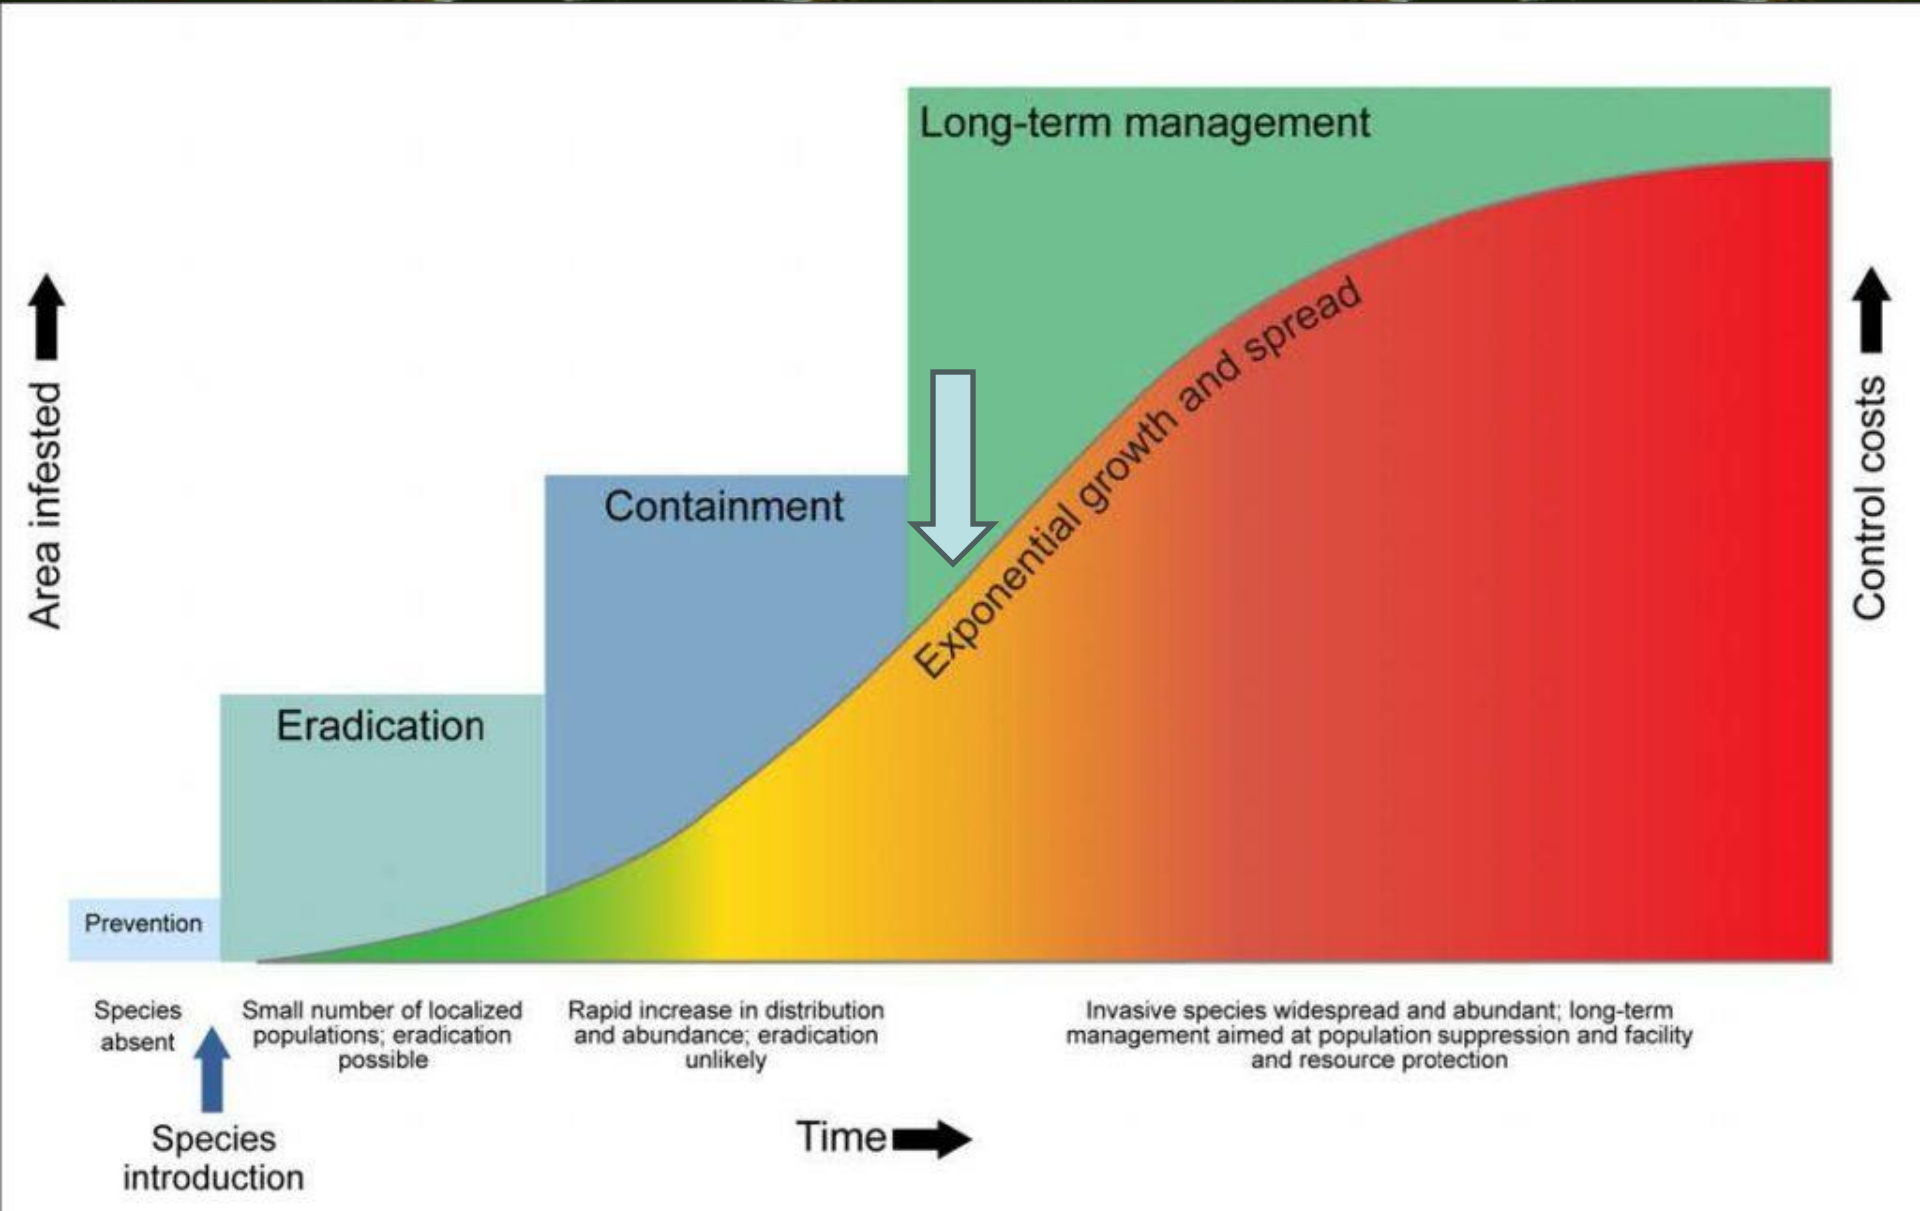 Long-term management
Area infested
Control costs
Exponential growth and spread
Containment
Eradication
Prevention
Species
absent
Small number of localized
populations; eradication
possible
Rapid increase in distribution
and abundance; eradication
unlikely
Invasive species widespread and abundant; long-term
management aimed at population suppression and facility
and resource protection
Species
introduction
Time